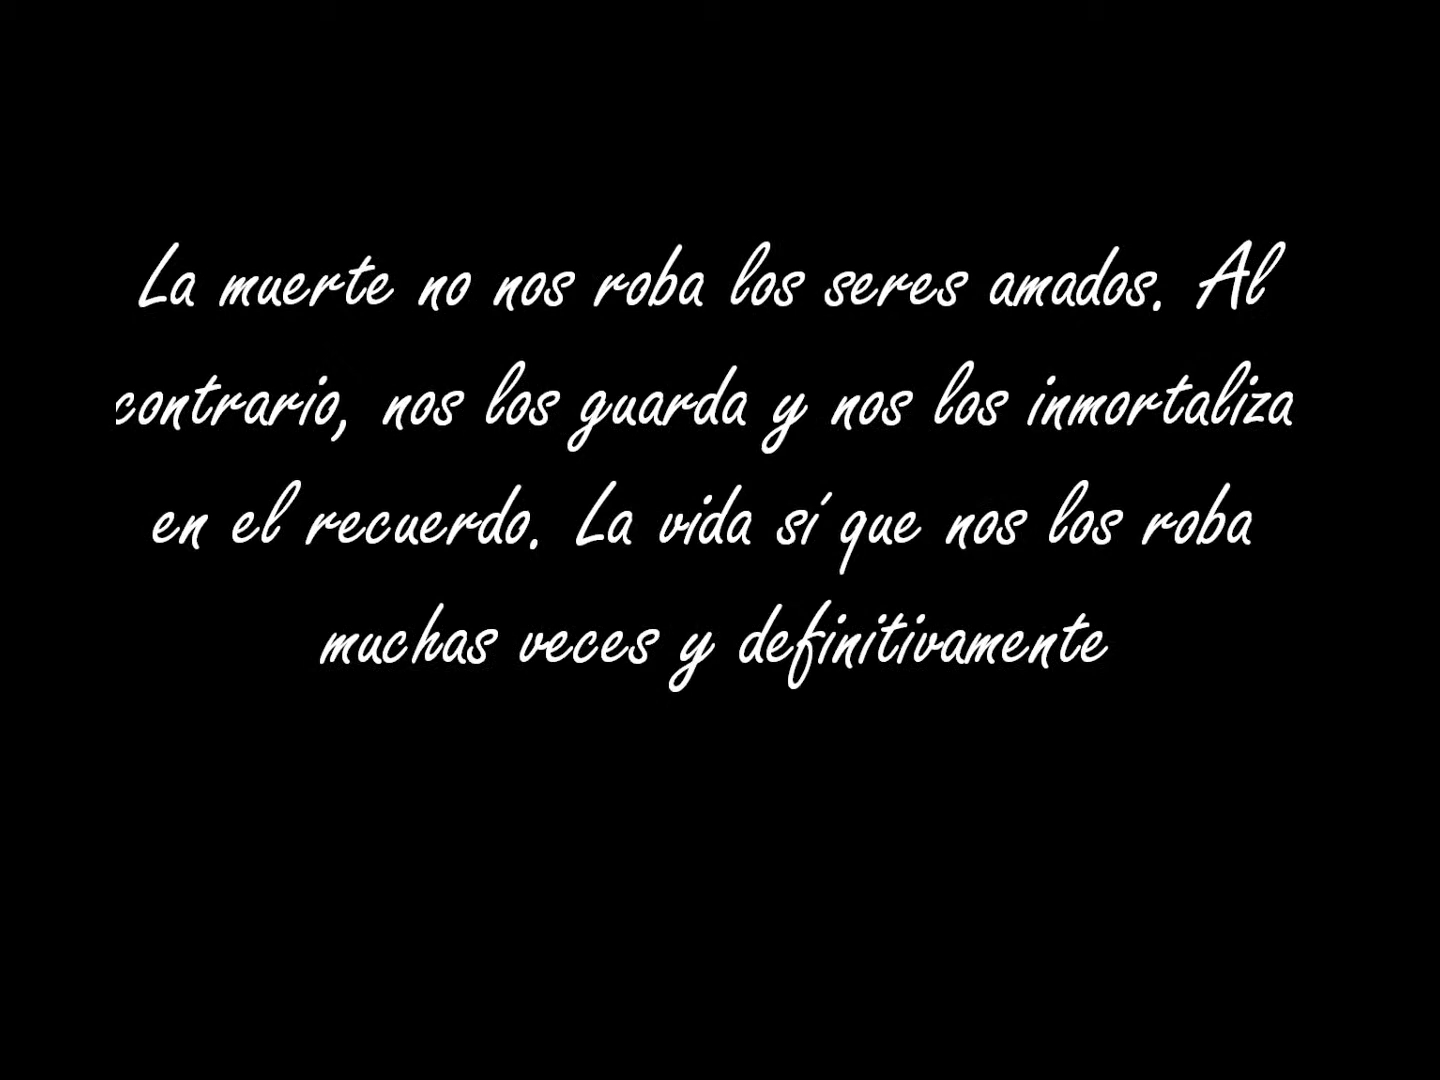 La muerte no nos roba los seres amados. Al
contrario, nos los guarda y nos los inmortaliza
en el recuerdo. La vida sí que nos los roba
muchas veces y definitivamente